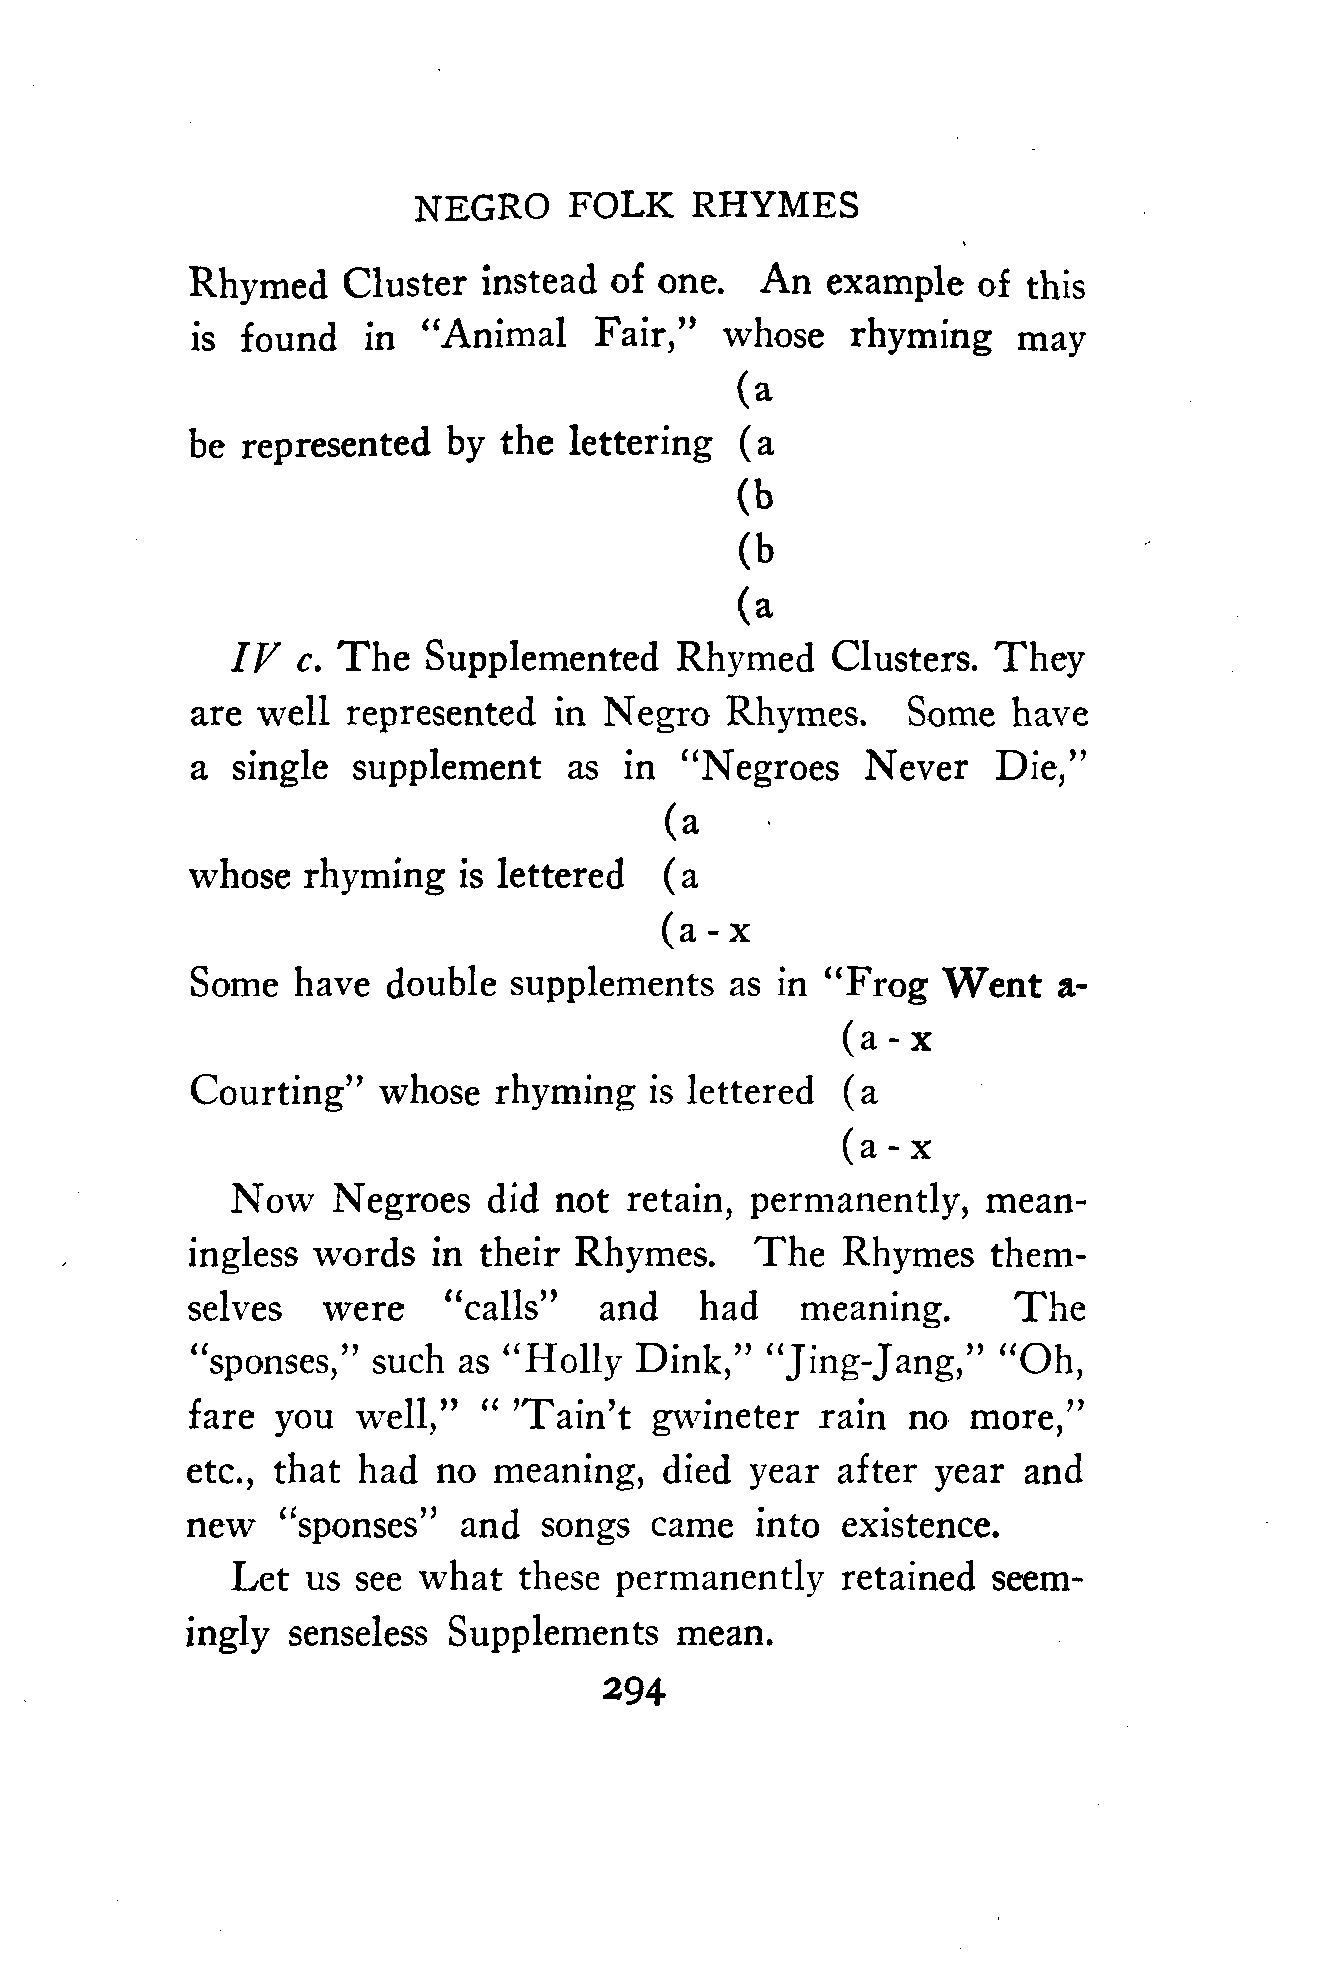 NEGRO FOLK RHYMES
Rhymed Cluster instead of one. An example of this
is found in “Animal Fair,” whose rhyming may
(a
be represented by the lettering (a
(b
(b
(a
IV c. The Supplemented Rhymed Clusters. They
are well represented in Negro Rhymes. Some have
a single supplement as in “Negroes Never Die,”
(a
whose rhyming is lettered (a
(a - x
Some have double supplements as in “Frog Went a-
(a - x
Courting” whose rhyming is lettered (a
(a - x
Now Negroes did not retain, permanently, mean-
ingless words in their Rhymes. The Rhymes them-
selves were “calls” and had meaning. The
“sponses,” such as “Holly Dink,” “Jing-Jang,” “Oh,
fare you well,” “ ’Tain’t gwineter rain no more,”
etc., that had no meaning, died year after year and
new “sponses” and songs came into existence.
Let us see what these permanently retained seem-
ingly senseless Supplements mean.
294